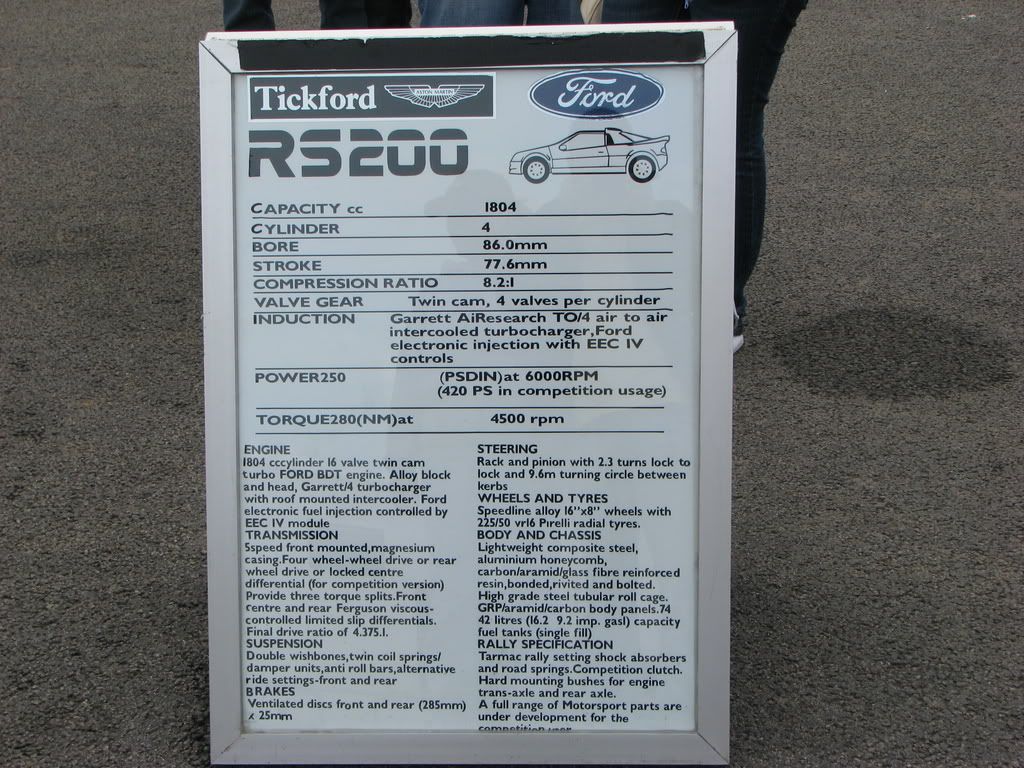 Tickford ASTON MARTIN Ford
RS200
CAPACITY cc 1804
CYLINDER 4
BORE 86.0mm
STROKE 77.6mm
COMPRESSION RATIO 8.2:1
VALVE GEAR Twin cam, 4 valves per cylinder
INDUCTION Garrett AiResearch TO/4 air to air
intercooled turbocharger,Ford
electronic injection with EEC IV
controls
POWER250 (PSDIN)at 6000RPM
(420 PS in competition usage)
TORQUE280(NM)at 4500 rpm
ENGINE
1804 cccylinder 16 valve twin cam
turbo FORD BDT engine. Alloy block
and head, Garrett/4 turbocharger
with roof mounted intercooler. Ford
electronic fuel injection controlled by
EEC IV module
TRANSMISSION
5speed front mounted,magnesium
casing.Four wheel-wheel drive or rear
wheel drive or locked centre
differential (for competition version)
Provide three torque splits.Front
centre and rear Ferguson viscous-
controlled limited slip differentials.
Final drive ratio of 4.375.1.
SUSPENSION
Double wishbones,twin coil springs/
damper units,anti roll bars,alternative
ride settings-front and rear
BRAKES
Ventilated discs front and rear (285mm)
x 25mm
STEERING
Rack and pinion with 2.3 turns lock to
lock and 9.6m turning circle between
kerbs
WHEELS AND TYRES
Speedline alloy 16"x8" wheels with
225/50 vr16 Pirelli radial tyres.
BODY AND CHASSIS
Lightweight composite steel,
aluminium honeycomb,
carbon/aramid/glass fibre reinforced
resin,bonded,rivited and bolted.
High grade steel tubular roll cage.
GRP/aramid/carbon body panels.74
42 litres (16.2 9.2 imp. gasl) capacity
fuel tanks (single fill)
RALLY SPECIFICATION
Tarmac rally setting shock absorbers
and road springs.Competition clutch.
Hard mounting bushes for engine
trans-axle and rear axle.
A full range of Motorsport parts are
under development for the
competition user